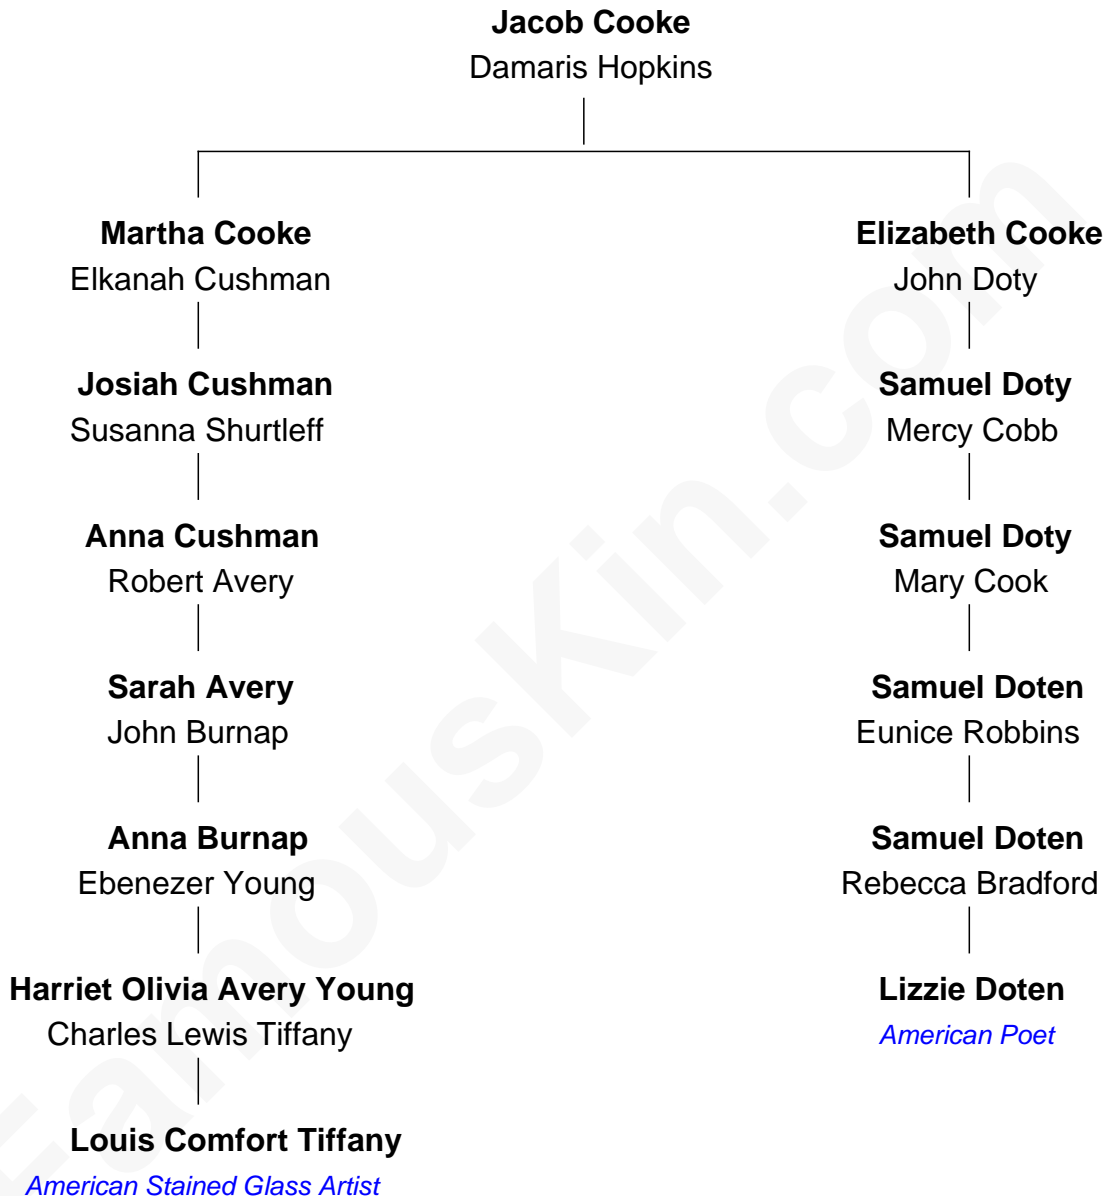 Jacob Cooke
Damaris Hopkins
Martha Cooke
Elkanah Cushman
Elizabeth Cooke
John Doty
Josiah Cushman
Susanna Shurtleff
Samuel Doty
Mercy Cobb
Anna Cushman
Robert Avery
Samuel Doty
Mary Cook
Sarah Avery
John Burnap
Samuel Doten
Eunice Robbins
Anna Burnap
Ebenezer Young
Samuel Doten
Rebecca Bradford
Harriet Olivia Avery Young
Charles Lewis Tiffany
Lizzie Doten
American Poet
Louis Comfort Tiffany
American Stained Glass Artist
FamousKin.com